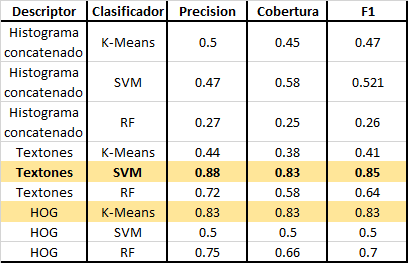 Descriptor Clasificador Precision Cobertura F1
Histograma concatenado K-Means 0.5 0.45 0.47
Histograma concatenado SVM 0.47 0.58 0.521
Histograma concatenado RF 0.27 0.25 0.26
Textones K-Means 0.44 0.38 0.41
Textones SVM 0.88 0.83 0.85
Textones RF 0.72 0.58 0.64
HOG K-Means 0.83 0.83 0.83
HOG SVM 0.5 0.5 0.5
HOG RF 0.75 0.66 0.7